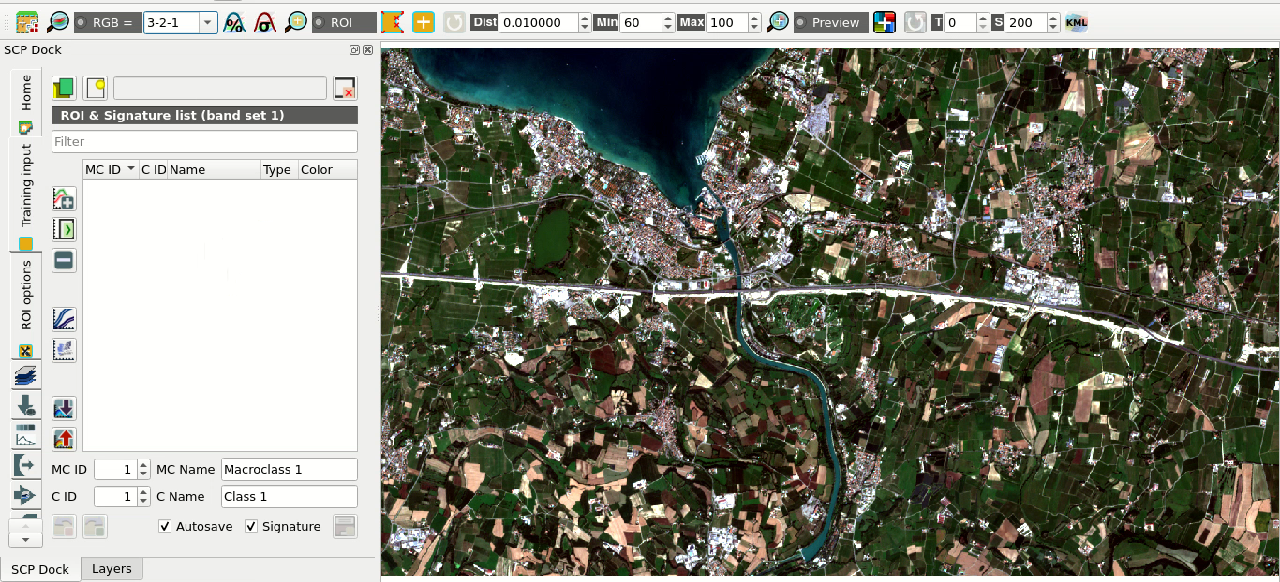 RGB = 3-2-1 ROI Dist 0.010000 Min 60 Max 100 Preview T 0 S 200 KML
SCP Dock
Home
Training input
ROI options
ROI & Signature list (band set 1)
Filter
MC ID C ID Name Type Color
MC ID 1 MC Name Macroclass 1
C ID 1 C Name Class 1
Autosave Signature
SCP Dock Layers